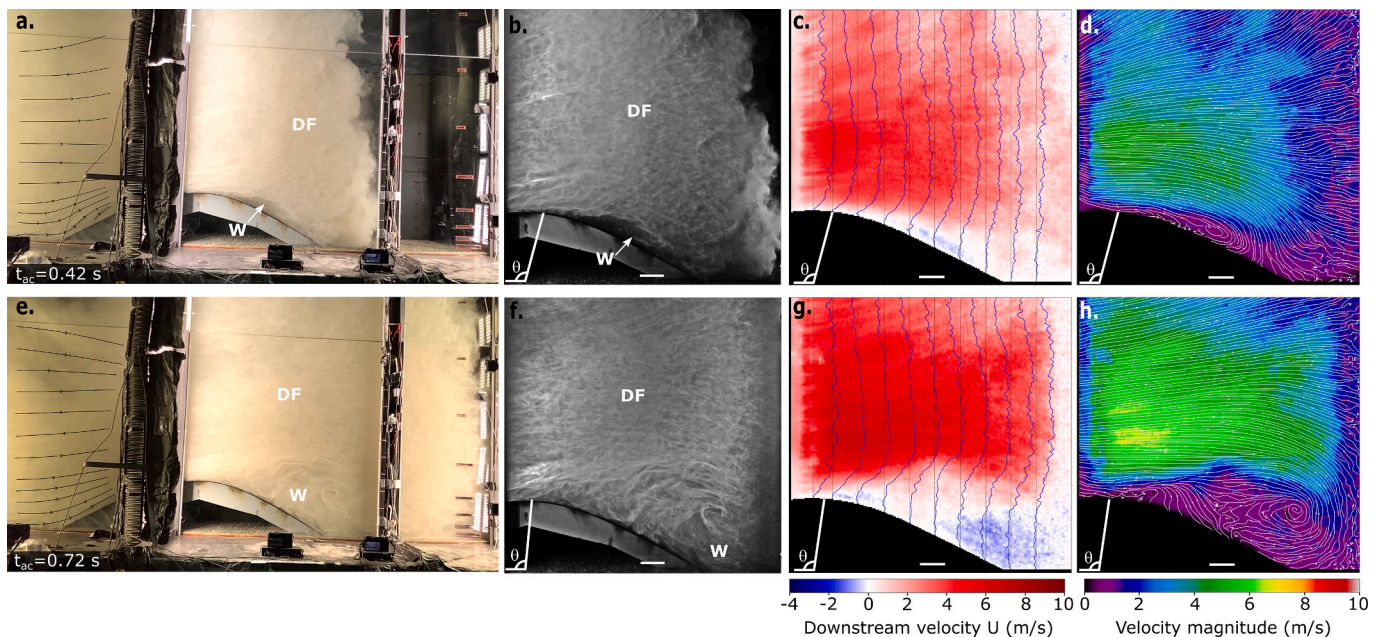 a.
DF
W
t_ac=0.42 s
b.
DF
W
θ
c.
θ
d.
θ
e.
DF
W
t_ac=0.72 s
f.
DF
W
θ
g.
θ
h.
θ
-4 -2 0 2 4 6 8 10
Downstream velocity U (m/s)
0 2 4 6 8 10
Velocity magnitude (m/s)